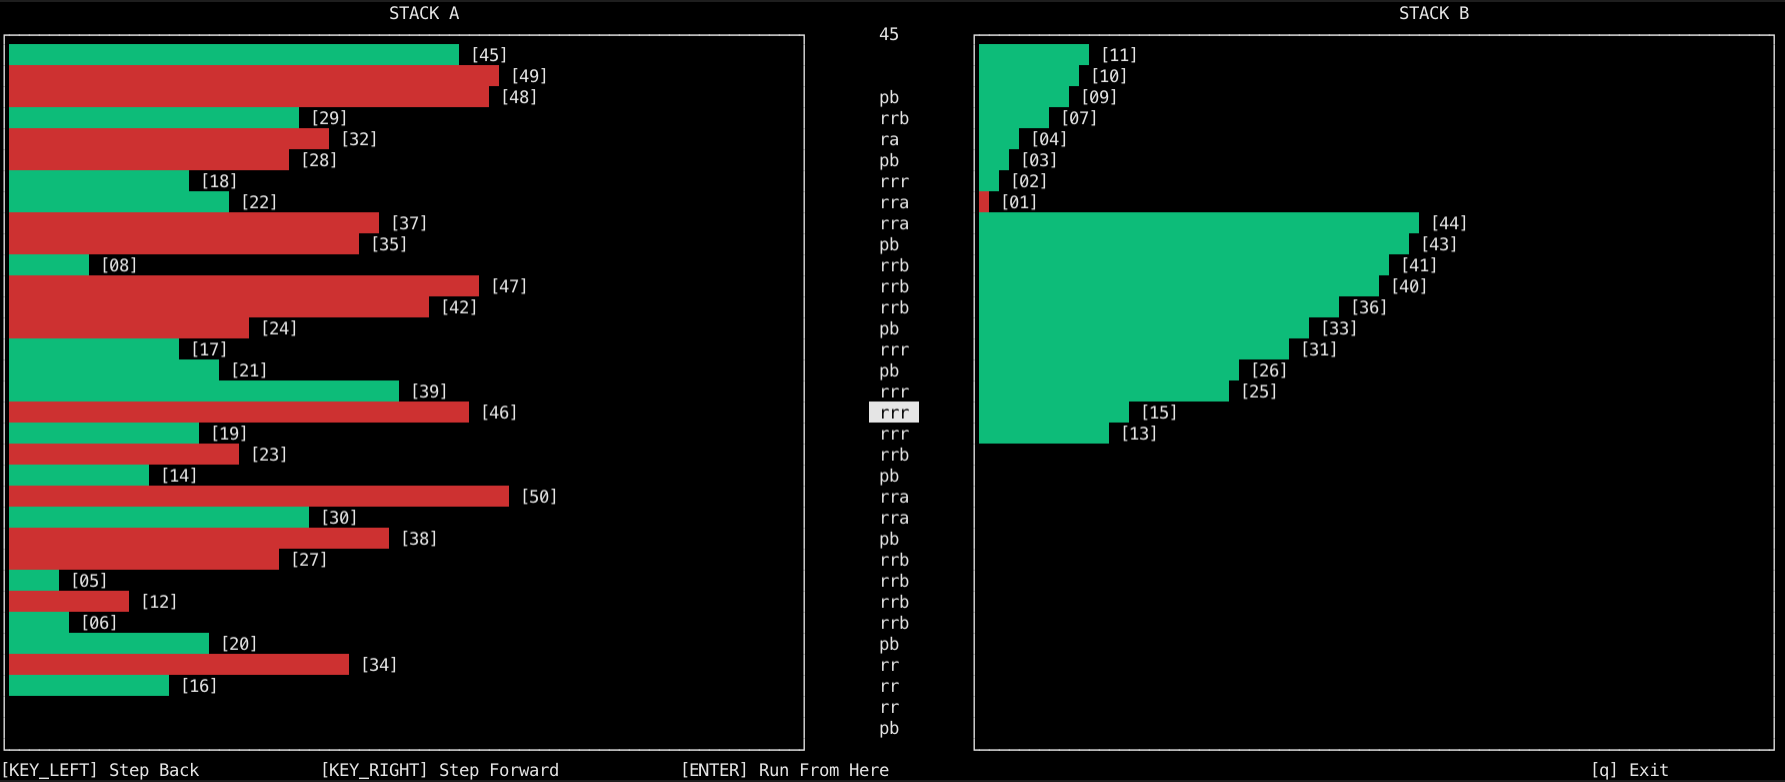 STACK A
[45]
[49]
[48]
[29]
[32]
[28]
[18]
[22]
[37]
[35]
[08]
[47]
[42]
[24]
[17]
[21]
[39]
[46]
[19]
[23]
[14]
[50]
[30]
[38]
[27]
[05]
[12]
[06]
[20]
[34]
[16]
45
pb
rrb
ra
pb
rrr
rra
rra
pb
rrb
rrb
rrb
pb
rrr
pb
rrr
rrr
rrr
rrb
pb
rra
rra
pb
rrb
rrb
rrb
rrb
pb
rr
rr
rr
pb
STACK B
[11]
[10]
[09]
[07]
[04]
[03]
[02]
[01]
[44]
[43]
[41]
[40]
[36]
[33]
[31]
[26]
[25]
[15]
[13]
[KEY_LEFT] Step Back [KEY_RIGHT] Step Forward [ENTER] Run From Here [q] Exit